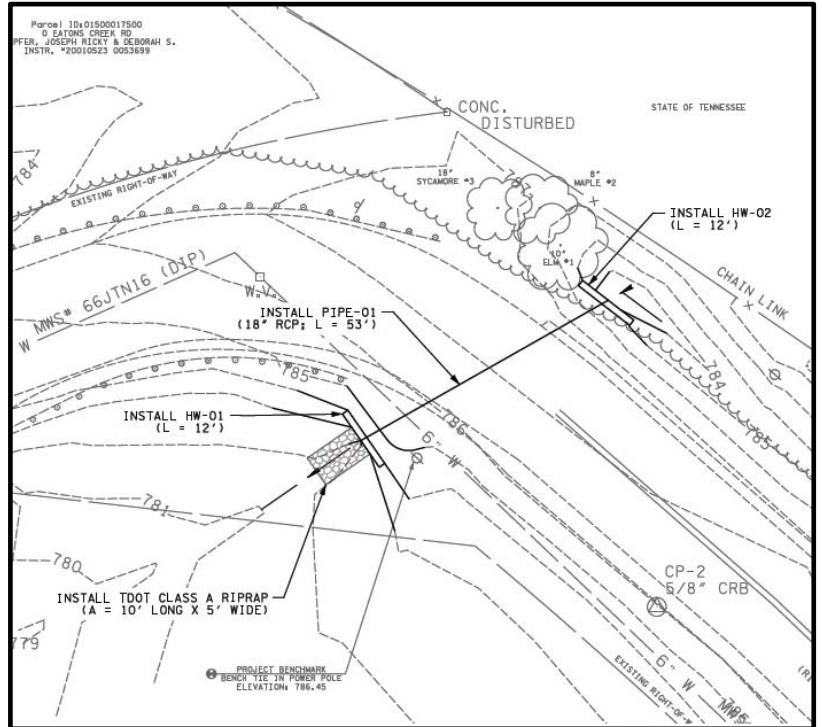 Parcel ID:01500017500
0 EATONS CREEK RD
PFER, JOSEPH RICKY & DEBORAH S.
INSTR. #20010523 0053699
CONC.
DISTURBED
STATE OF TENNESSEE
784
EXISTING RIGHT-OF-WAY
18"
SYCAMORE #3
787
8"
MAPLE #2
INSTALL HW-02
(L = 12')
10"
ELM #1
CHAIN LINK
W MWS# 66JTN16 (DIP)
W.V.
INSTALL PIPE-01
(18" RCP; L = 53')
784
785
785
INSTALL HW-01
(L = 12')
786
6" W
781
780
CP-2
5/8" CRB
INSTALL TDOT CLASS A RIPRAP
(A = 10' LONG X 5' WIDE)
779
PROJECT BENCHMARK
BENCH TIE IN POWER POLE
ELEVATION: 786.45
EXISTING RIGHT-OF-W
6" W
MW
786
(RI